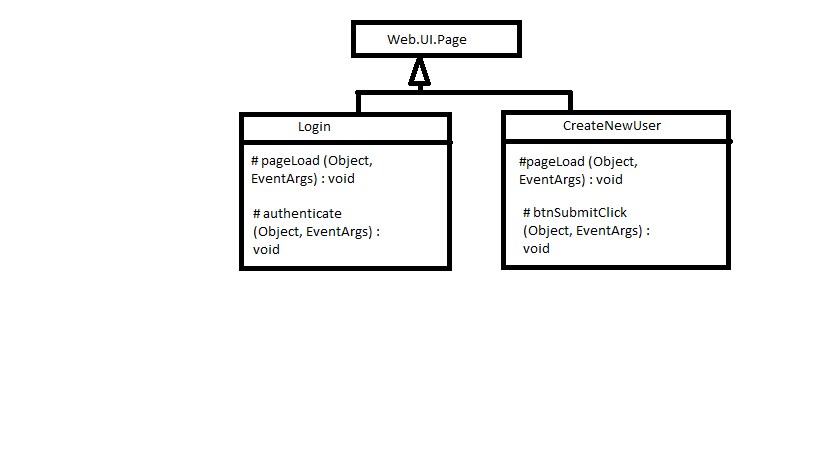 Web.UI.Page
Login
# pageLoad (Object,
EventArgs) : void
# authenticate
(Object, EventArgs) :
void
CreateNewUser
#pageLoad (Object,
EventArgs) : void
# btnSubmitClick
(Object, EventArgs) :
void